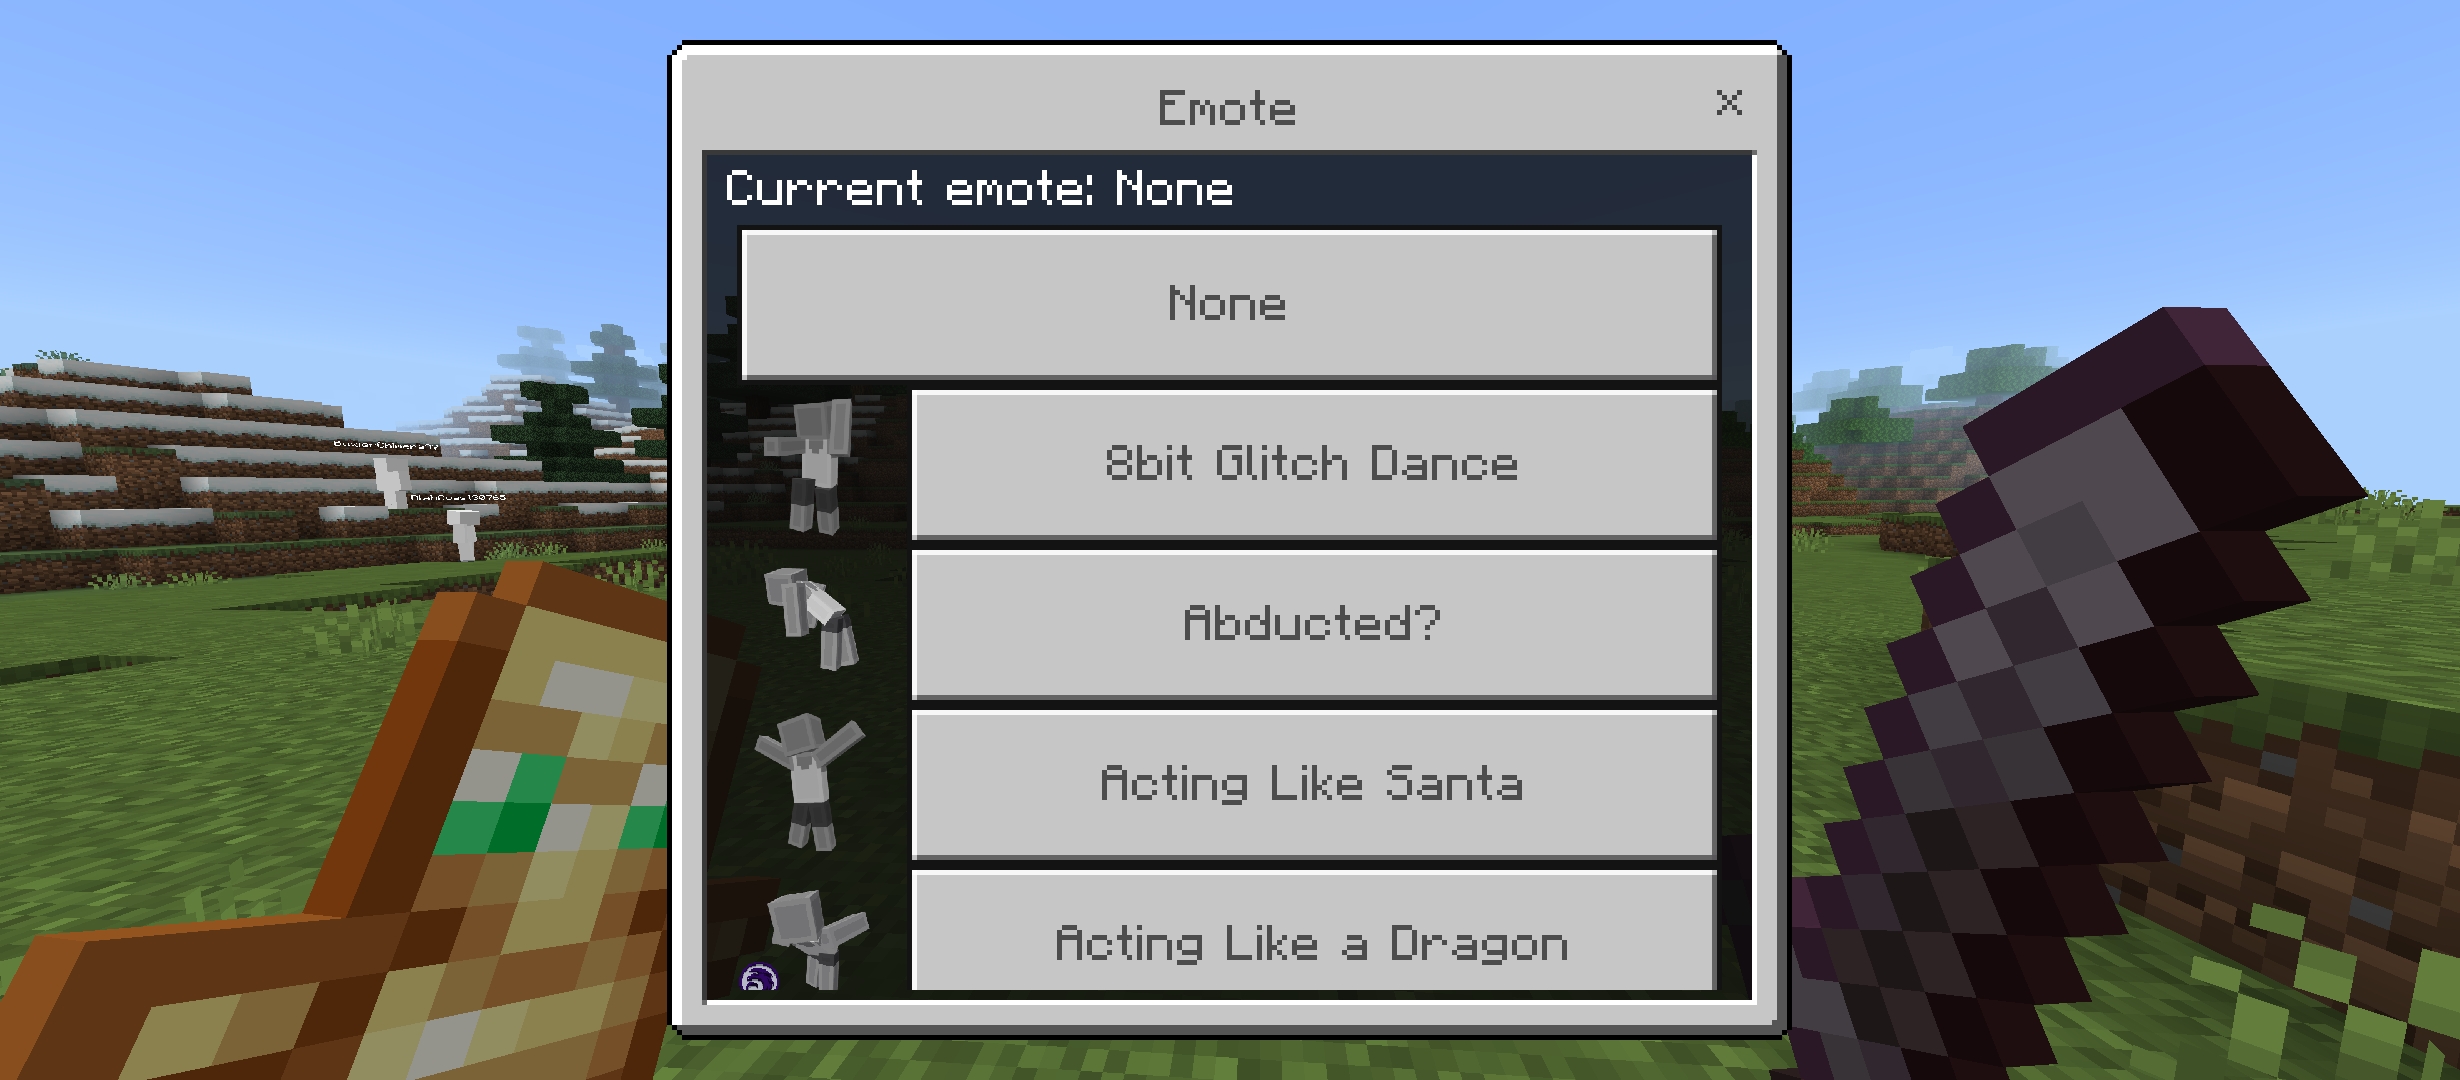 Emote
Current emote: None
None
8bit Glitch Dance
Abducted?
Acting Like Santa
Acting Like a Dragon